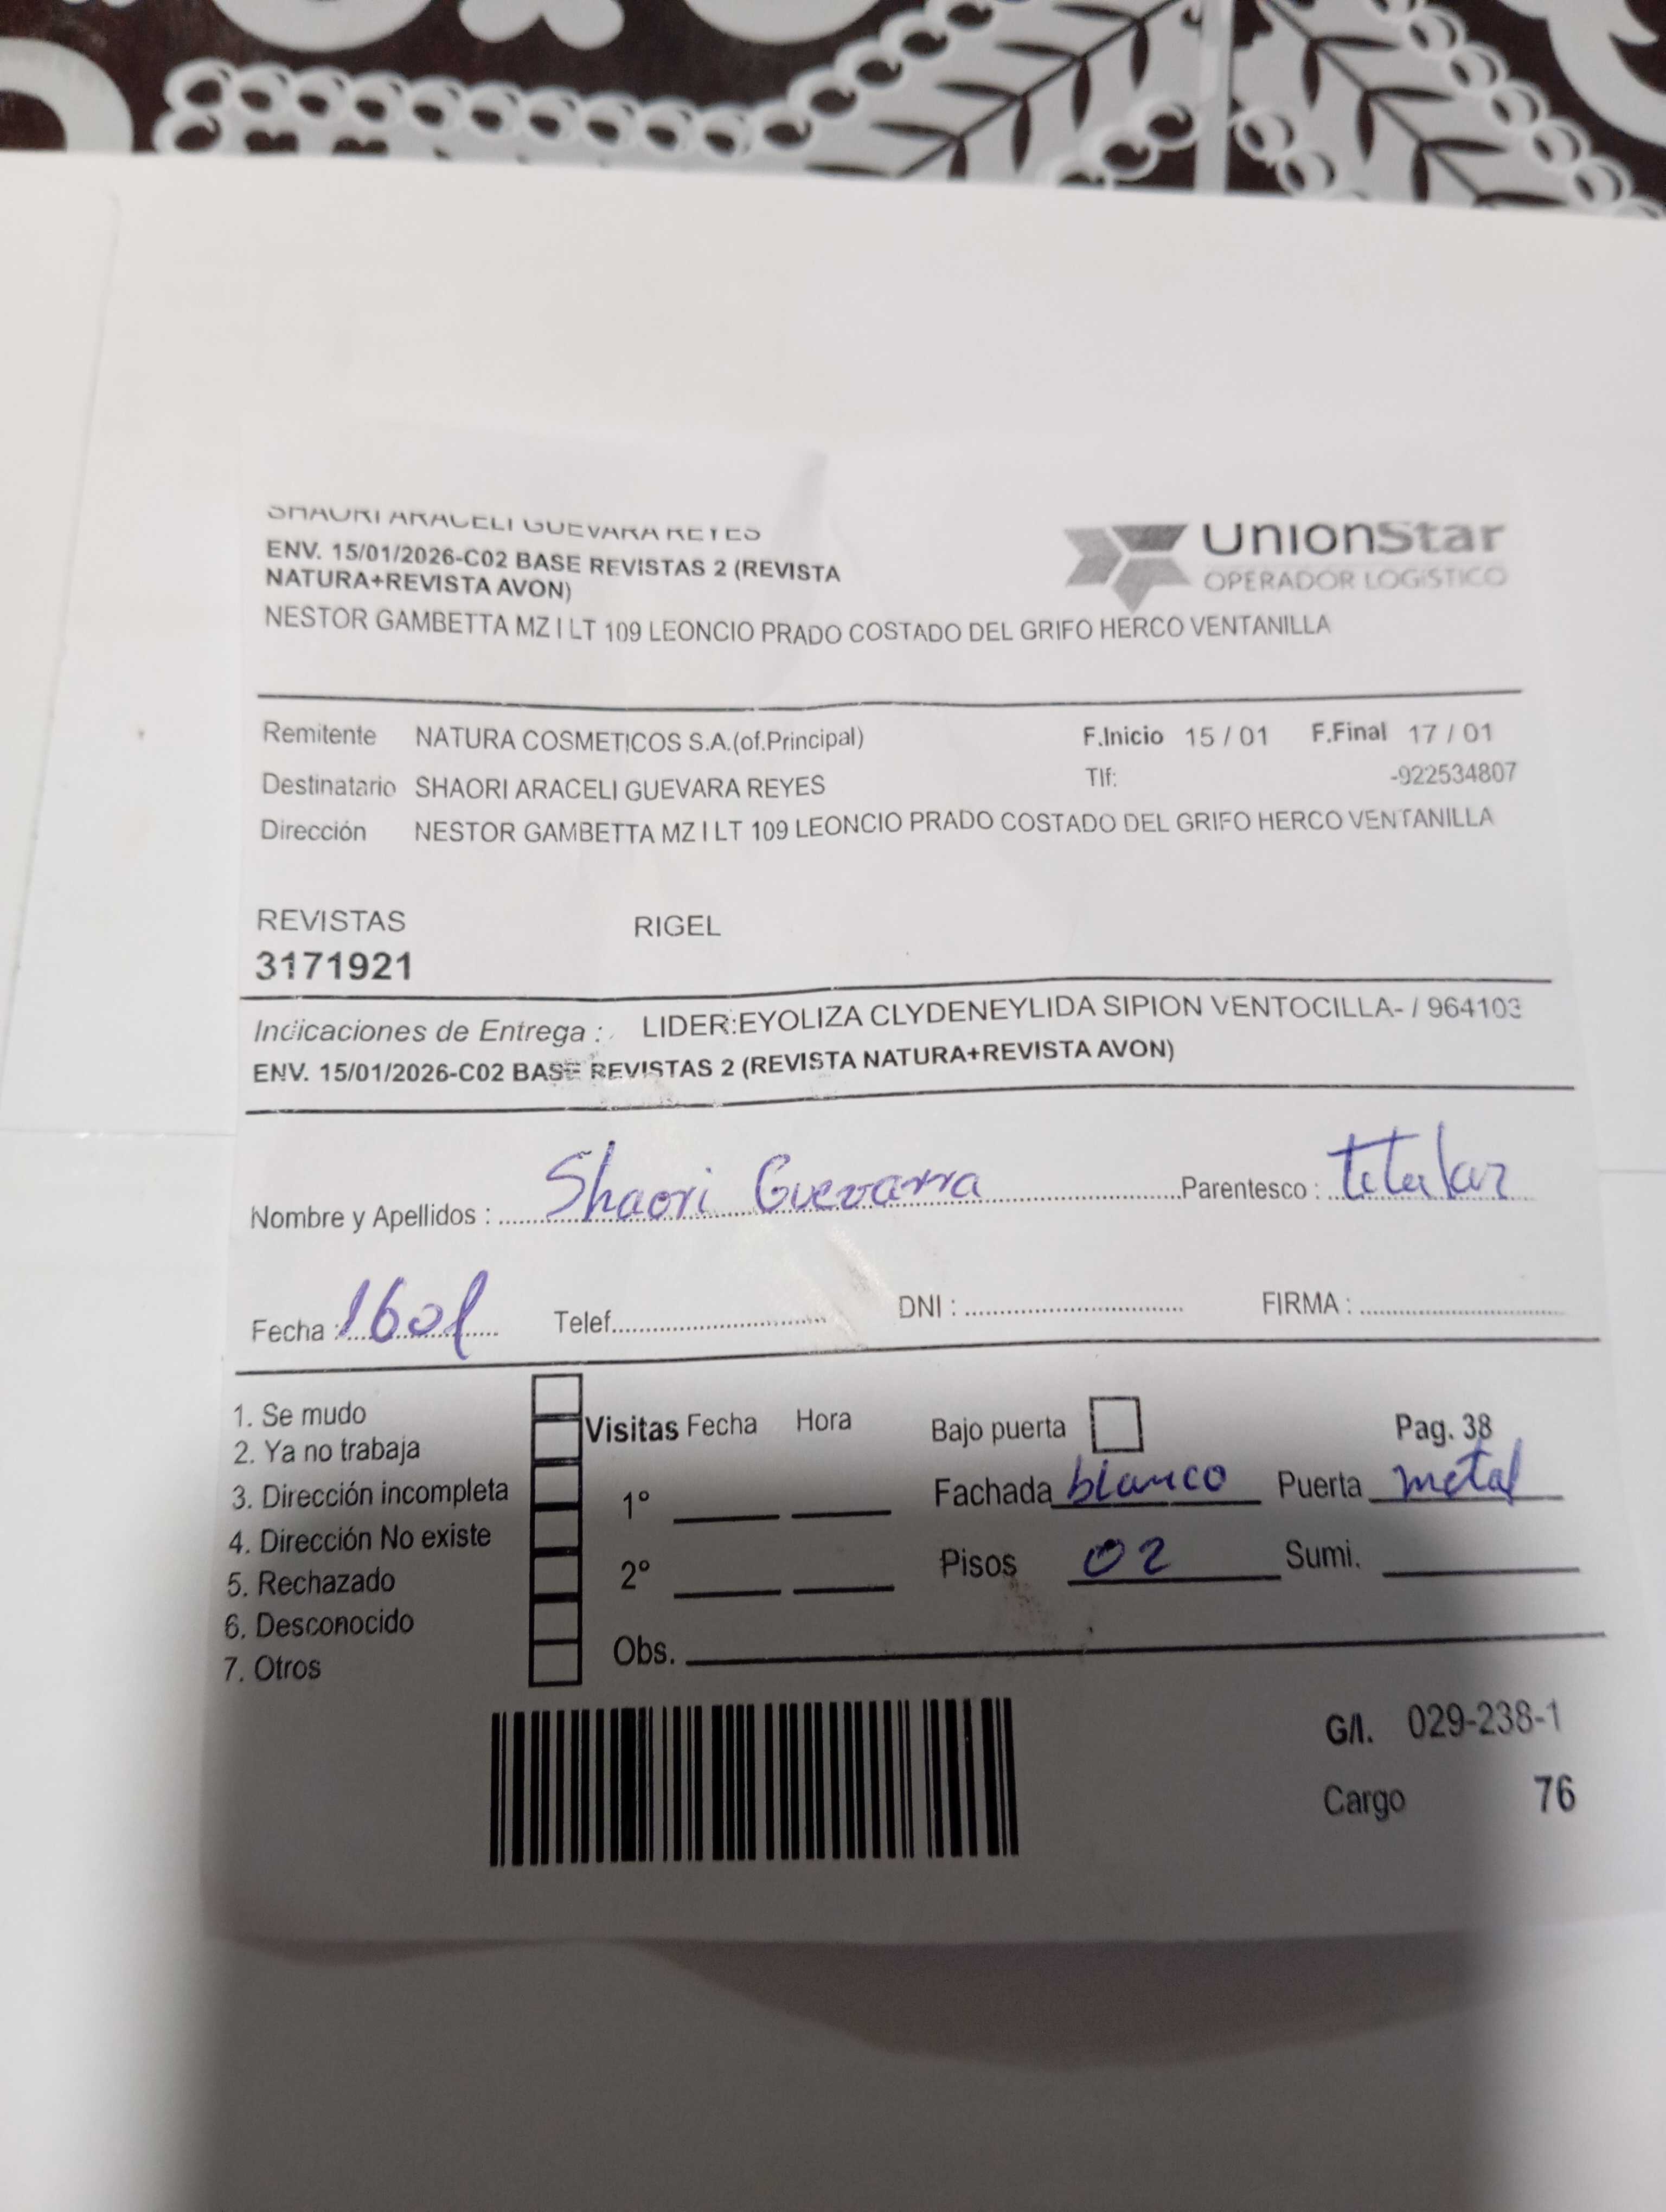 SHAORI ARACELI GUEVARA REYES
ENV. 15/01/2026-C02 BASE REVISTAS 2 (REVISTA
NATURA+REVISTA AVON)
NESTOR GAMBETTA MZ I LT 109 LEONCIO PRADO COSTADO DEL GRIFO HERCO VENTANILLA
UnionStar
OPERADOR LOGíSTICO
Remitente NATURA COSMETICOS S.A.(of.Principal) F.Inicio 15 / 01 F.Final 17 / 01
Destinatario SHAORI ARACELI GUEVARA REYES Tlf: -922534807
Dirección NESTOR GAMBETTA MZ I LT 109 LEONCIO PRADO COSTADO DEL GRIFO HERCO VENTANILLA
REVISTAS RIGEL
3171921
Indicaciones de Entrega : LIDER:EYOLIZA CLYDENEYLIDA SIPION VENTOCILLA- / 964103
ENV. 15/01/2026-C02 BASE REVISTAS 2 (REVISTA NATURA+REVISTA AVON)
Nombre y Apellidos : Shaori Guevarra Parentesco : titular
Fecha : 1601 Telef. DNI : FIRMA :
1. Se mudo
2. Ya no trabaja
3. Dirección incompleta
4. Dirección No existe
5. Rechazado
6. Desconocido
7. Otros
Visitas Fecha Hora
1°
2°
Obs.
Bajo puerta Pag. 38
Fachada blanco Puerta metal
Pisos 02 Sumi.
G/I. 029-238-1
Cargo 76